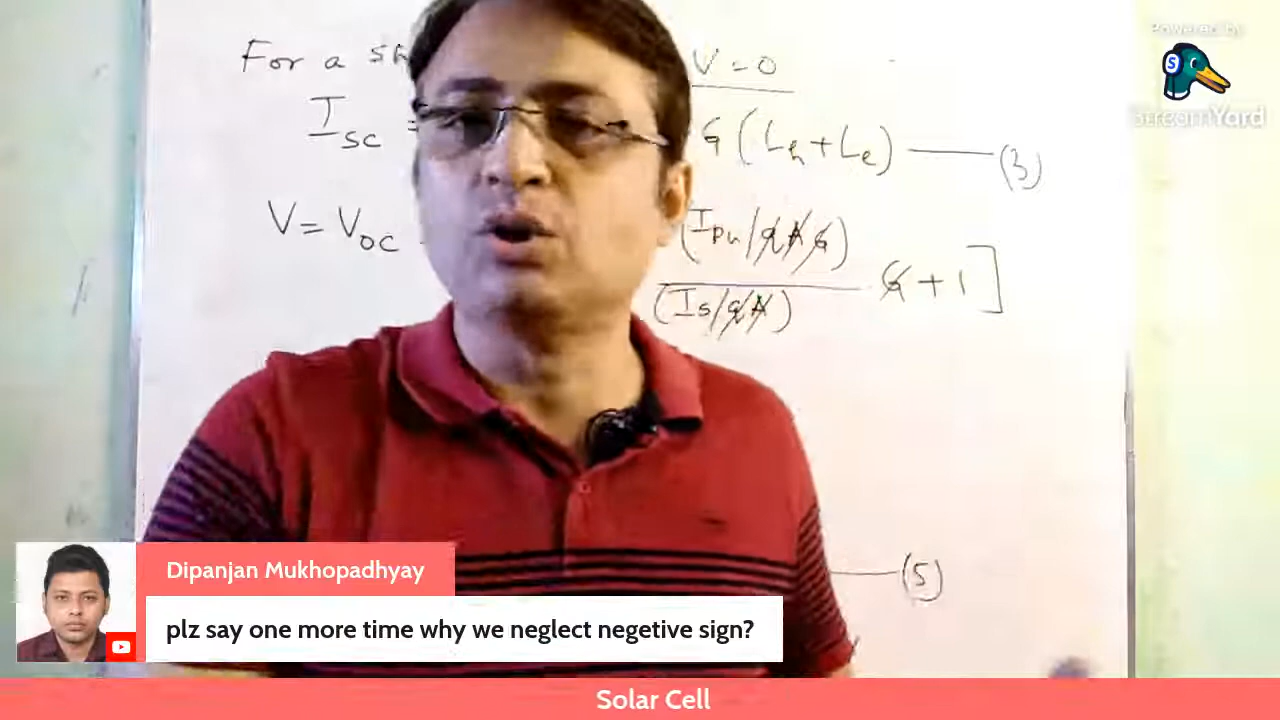 Powered by
StreamYard
For a V=0
I_SC = G(L_h+L_e) (3)
V=V_OC (I_Ph/qAG)
(I_S/qA) G+1]
(5)
Dipanjan Mukhopadhyay
plz say one more time why we neglect negetive sign?
Solar Cell